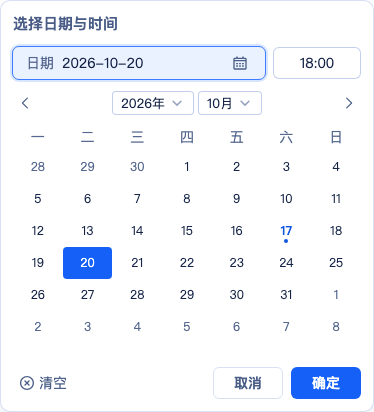 选择日期与时间
日期 2026-10-20 18:00
2026年 10月
一 二 三 四 五 六 日
28 29 30 1 2 3 4
5 6 7 8 9 10 11
12 13 14 15 16 17 18
19 20 21 22 23 24 25
26 27 28 29 30 31 1
2 3 4 5 6 7 8
清空 取消 确定